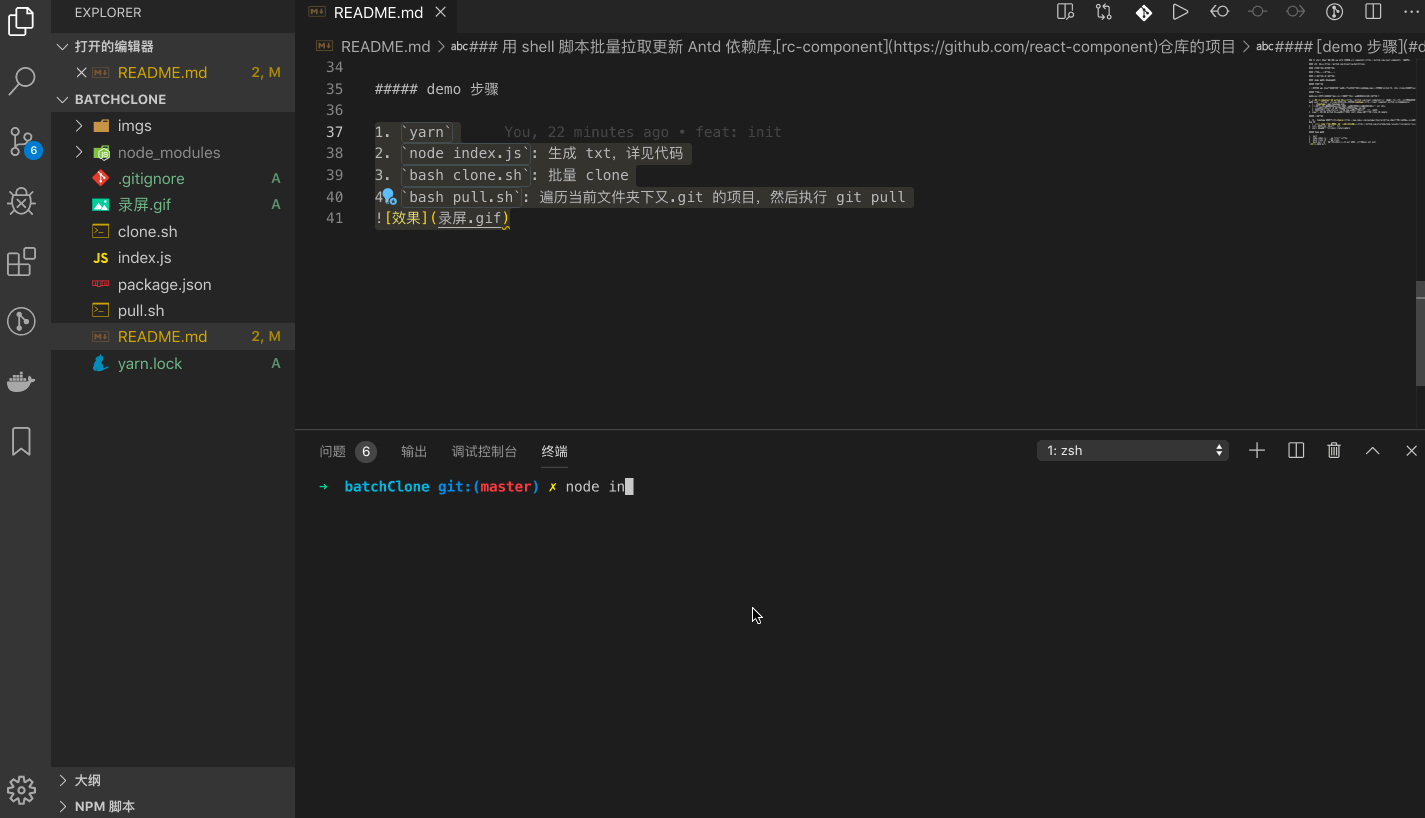 EXPLORER
README.md
打开的编辑器
README.md 2, M
README.md > abc### 用 shell 脚本批量拉取更新 Antd 依赖库,[rc-component](https://github.com/react-component)仓库的项目 > abc#### [demo 步骤](#d
BATCHCLONE
imgs
node_modules
.gitignore A
录屏.gif A
clone.sh
index.js
package.json
pull.sh
README.md 2, M
yarn.lock A
6
34
35 ##### demo 步骤
36
37 1. `yarn` You, 22 minutes ago • feat: init
38 2. `node index.js`: 生成 txt，详见代码
39 3. `bash clone.sh`: 批量 clone
40 4. `bash pull.sh`: 遍历当前文件夹下又.git 的项目，然后执行 git pull
41 ![效果](录屏.gif)
问题 6 输出 调试控制台 终端 1: zsh
➜ batchClone git:(master) ✗ node in
大纲
NPM 脚本